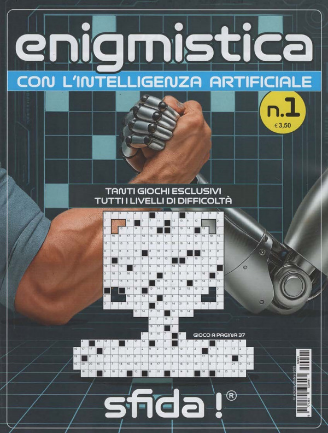 enigmistica
CON L'INTELLIGENZA ARTIFICIALE
n.1
€ 3,50
TANTI GIOCHI ESCLUSIVI
TUTTI I LIVELLI DI DIFFICOLTÀ
GIOCO A PAGINA 37
sfida!®